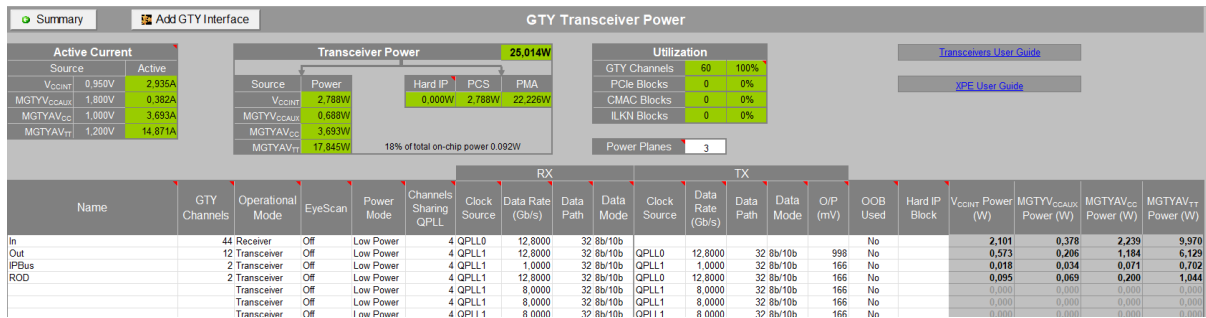 Summary Add GTY Interface GTY Transceiver Power
Active Current
Source Active
VCCINT 0,950V 2,935A
MGTYVCCAUX 1,800V 0,382A
MGTYAVCC 1,000V 3,693A
MGTYAVTT 1,200V 14,871A
Transceiver Power 25,014W
Source Power Hard IP PCS PMA
VCCINT 2,788W 0,000W 2,788W 22,226W
MGTYVCCAUX 0,688W
MGTYAVCC 3,693W
MGTYAVTT 17,845W 18% of total on-chip power 0.092W
Utilization
GTY Channels 60 100%
PCIe Blocks 0 0%
CMAC Blocks 0 0%
ILKN Blocks 0 0%
Power Planes 3
Transceivers User Guide
XPE User Guide
RX TX
Name GTY Channels Operational Mode EyeScan Power Mode Channels Sharing QPLL Clock Source Data Rate (Gb/s) Data Path Data Mode Clock Source Data Rate (Gb/s) Data Path Data Mode O/P (mV) OOB Used Hard IP Block VCCINT Power (W) MGTYVCCAUX Power (W) MGTYAVCC Power (W) MGTYAVTT Power (W)
In 44 Receiver Off Low Power 4 QPLL0 12,8000 32 8b/10b No 2,101 0,378 2,239 9,970
Out 12 Transceiver Off Low Power 4 QPLL1 12,8000 32 8b/10b QPLL0 12,8000 32 8b/10b 998 No 0,573 0,206 1,184 6,129
IPBus 2 Transceiver Off Low Power 4 QPLL1 1,0000 32 8b/10b QPLL1 1,0000 32 8b/10b 166 No 0,018 0,034 0,071 0,702
ROD 2 Transceiver Off Low Power 4 QPLL0 12,8000 32 8b/10b QPLL0 12,8000 32 8b/10b 166 No 0,095 0,069 0,200 1,044
Transceiver Off Low Power 4 QPLL1 8,0000 32 8b/10b QPLL1 8,0000 32 8b/10b 166 No 0,000 0,000 0,000 0,000
Transceiver Off Low Power 4 QPLL1 8,0000 32 8b/10b QPLL1 8,0000 32 8b/10b 166 No 0,000 0,000 0,000 0,000